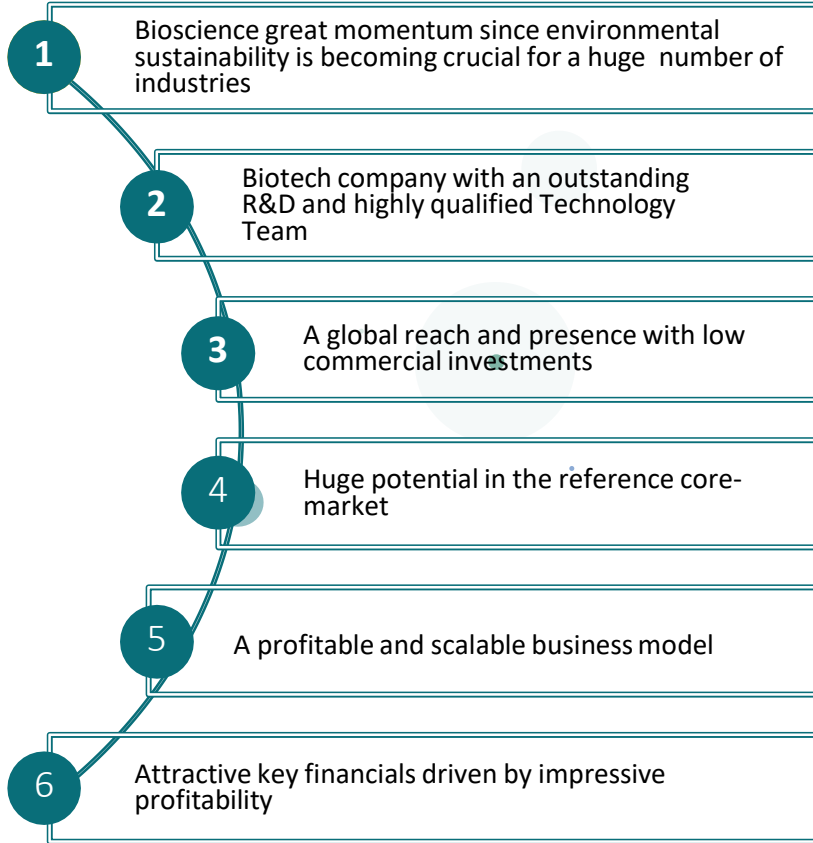 1
Bioscience great momentum since environmental
sustainability is becoming crucial for a huge number of
industries
2
Biotech company with an outstanding
R&D and highly qualified Technology
Team
3
A global reach and presence with low
commercial investments
4
Huge potential in the reference core-
market
5
A profitable and scalable business model
6
Attractive key financials driven by impressive
profitability